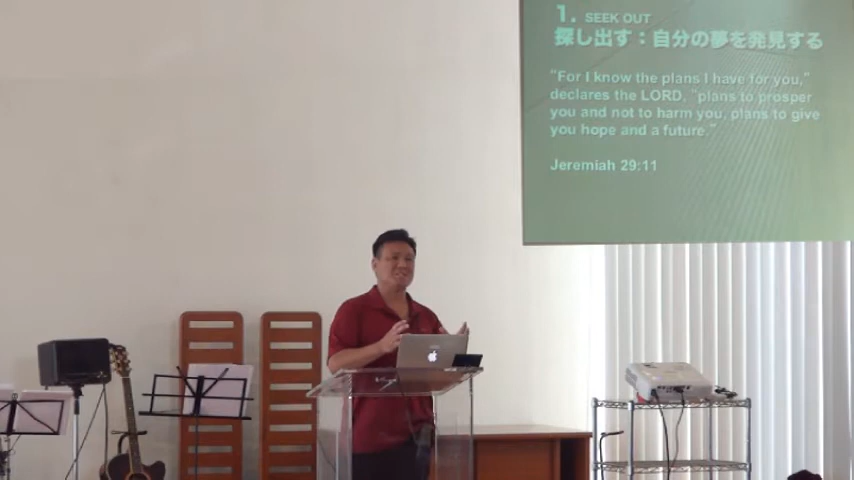 1. SEEK OUT
探し出す：自分の夢を発見する
"For I know the plans I have for you,"
declares the LORD, "plans to prosper
you and not to harm you, plans to give
you hope and a future."
Jeremiah 29:11